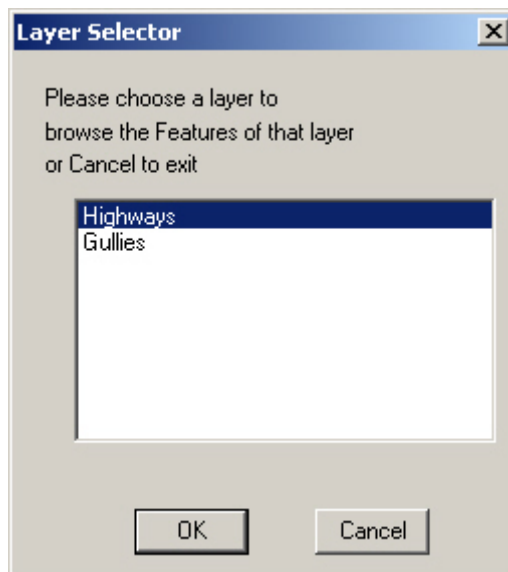 Layer Selector
Please choose a layer to
browse the Features of that layer
or Cancel to exit
Highways
Gullies
OK
Cancel